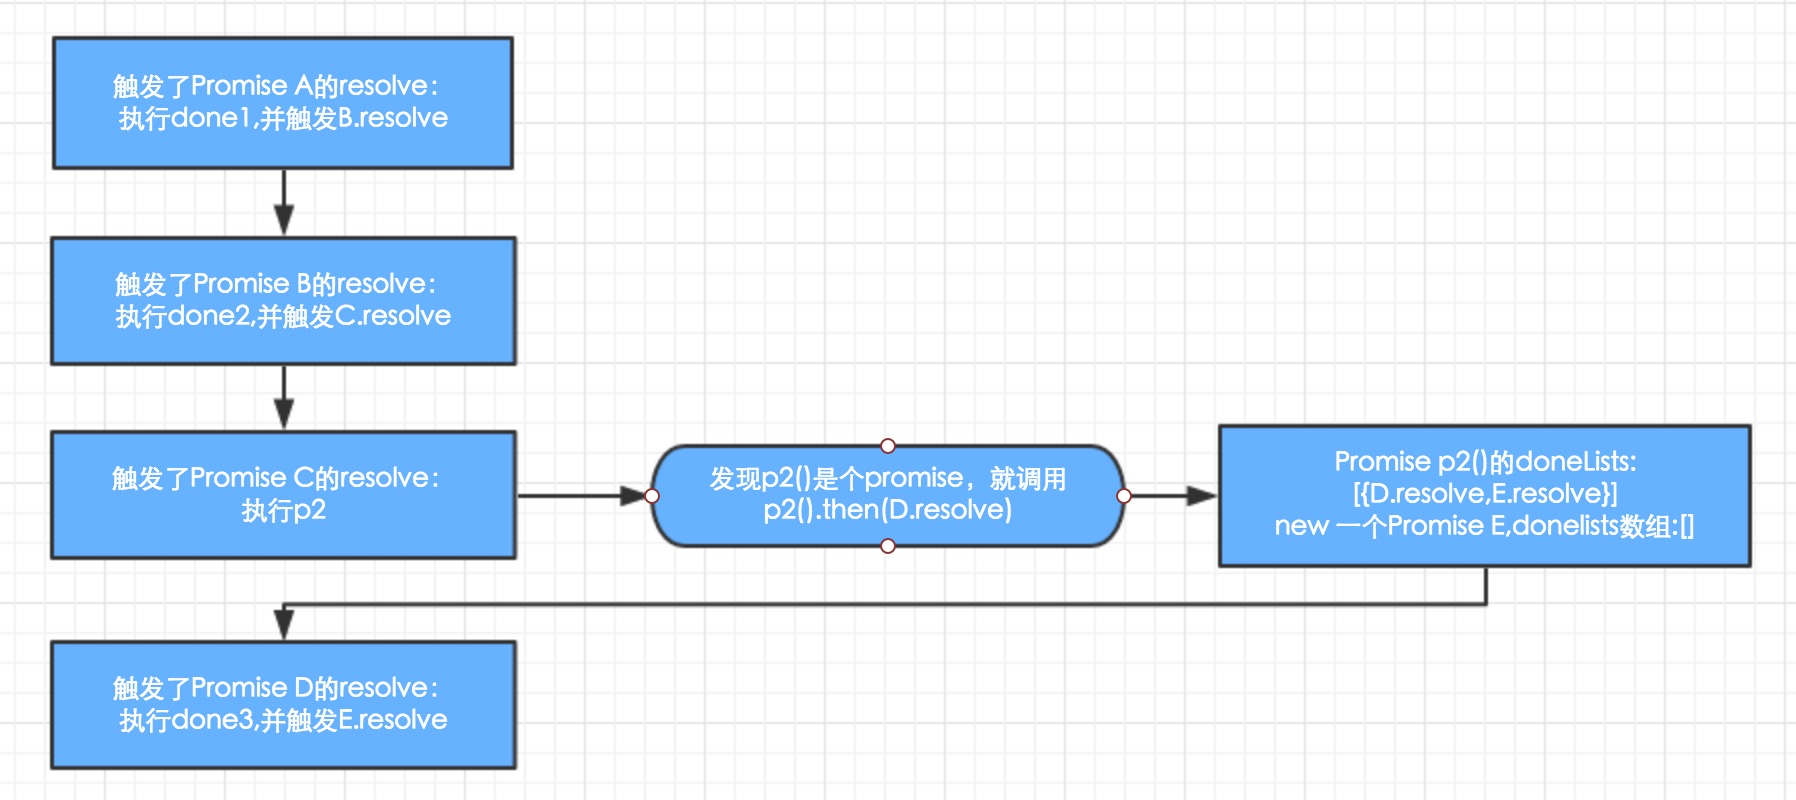 触发了Promise A的resolve：
执行done1,并触发B.resolve
触发了Promise B的resolve：
执行done2,并触发C.resolve
触发了Promise C的resolve：
执行p2
发现p2()是个promise，就调用
p2().then(D.resolve)
Promise p2()的doneLists:
[{D.resolve,E.resolve}]
new 一个Promise E,donelists数组:[]
触发了Promise D的resolve：
执行done3,并触发E.resolve